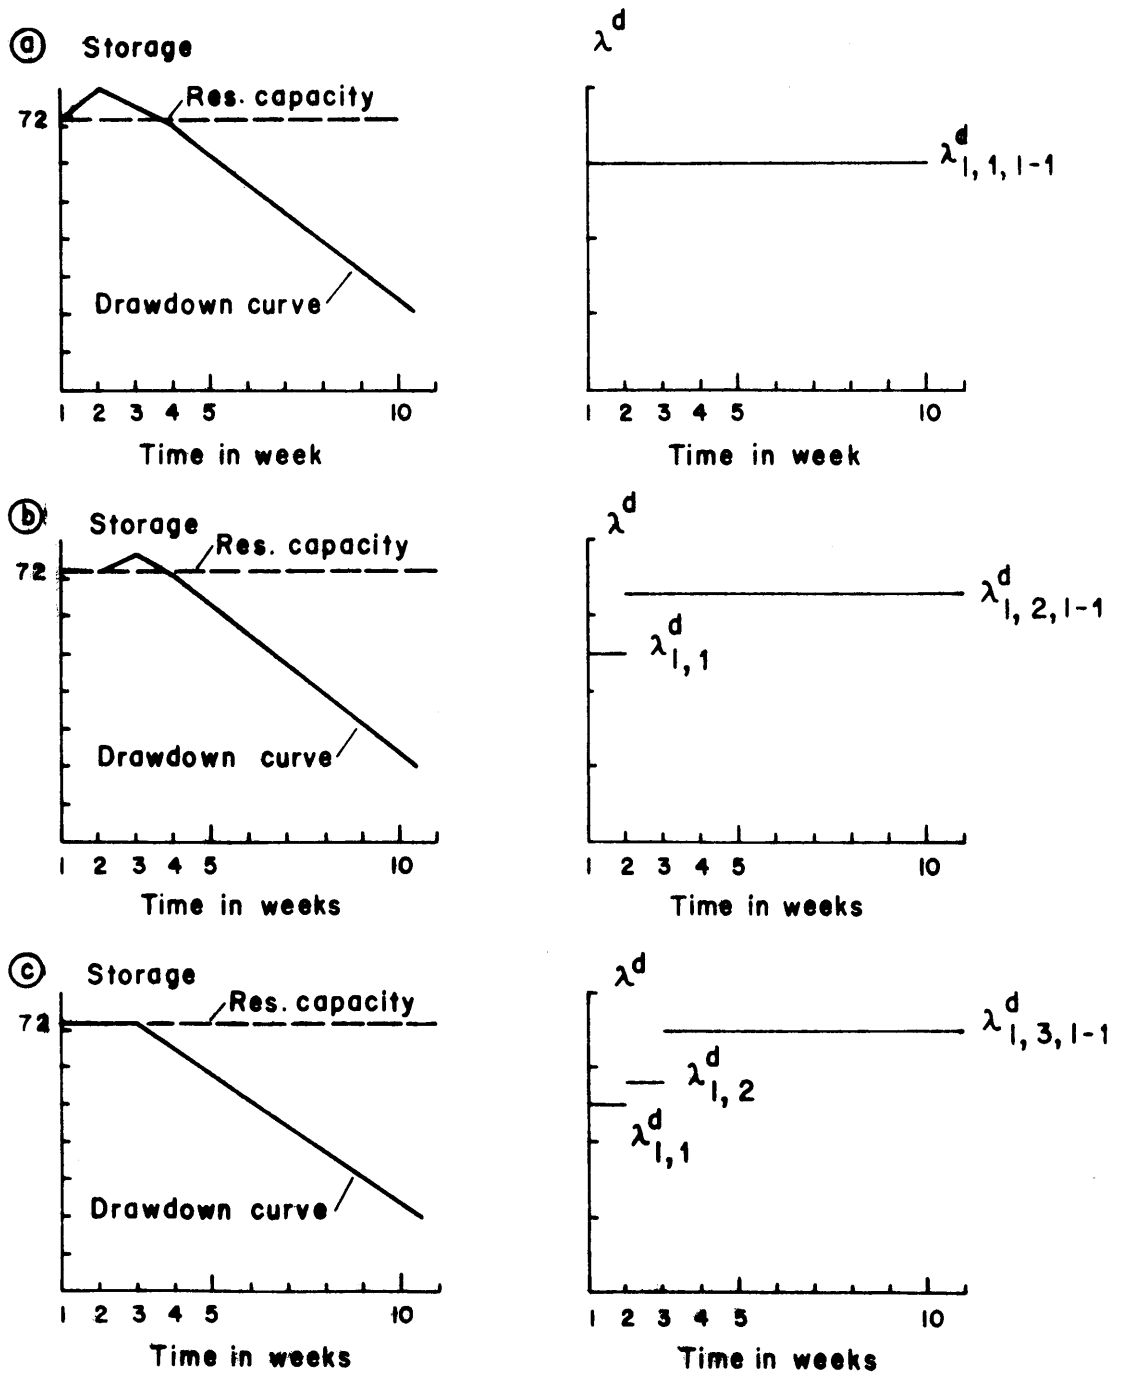 ⓐ Storage
λ^d
Res. capacity
72
λ^d_{1, 1, 1-1}
Drawdown curve
1 2 3 4 5 10
1 2 3 4 5 10
Time in week
Time in week
ⓑ Storage
λ^d
Res. capacity
72
λ^d_{1, 2, 1-1}
λ^d_{1, 1}
Drawdown curve
1 2 3 4 5 10
1 2 3 4 5 10
Time in weeks
Time in weeks
ⓒ Storage
λ^d
Res. capacity
72
λ^d_{1, 3, 1-1}
λ^d_{1, 2}
λ^d_{1, 1}
Drawdown curve
1 2 3 4 5 10
1 2 3 4 5 10
Time in weeks
Time in weeks